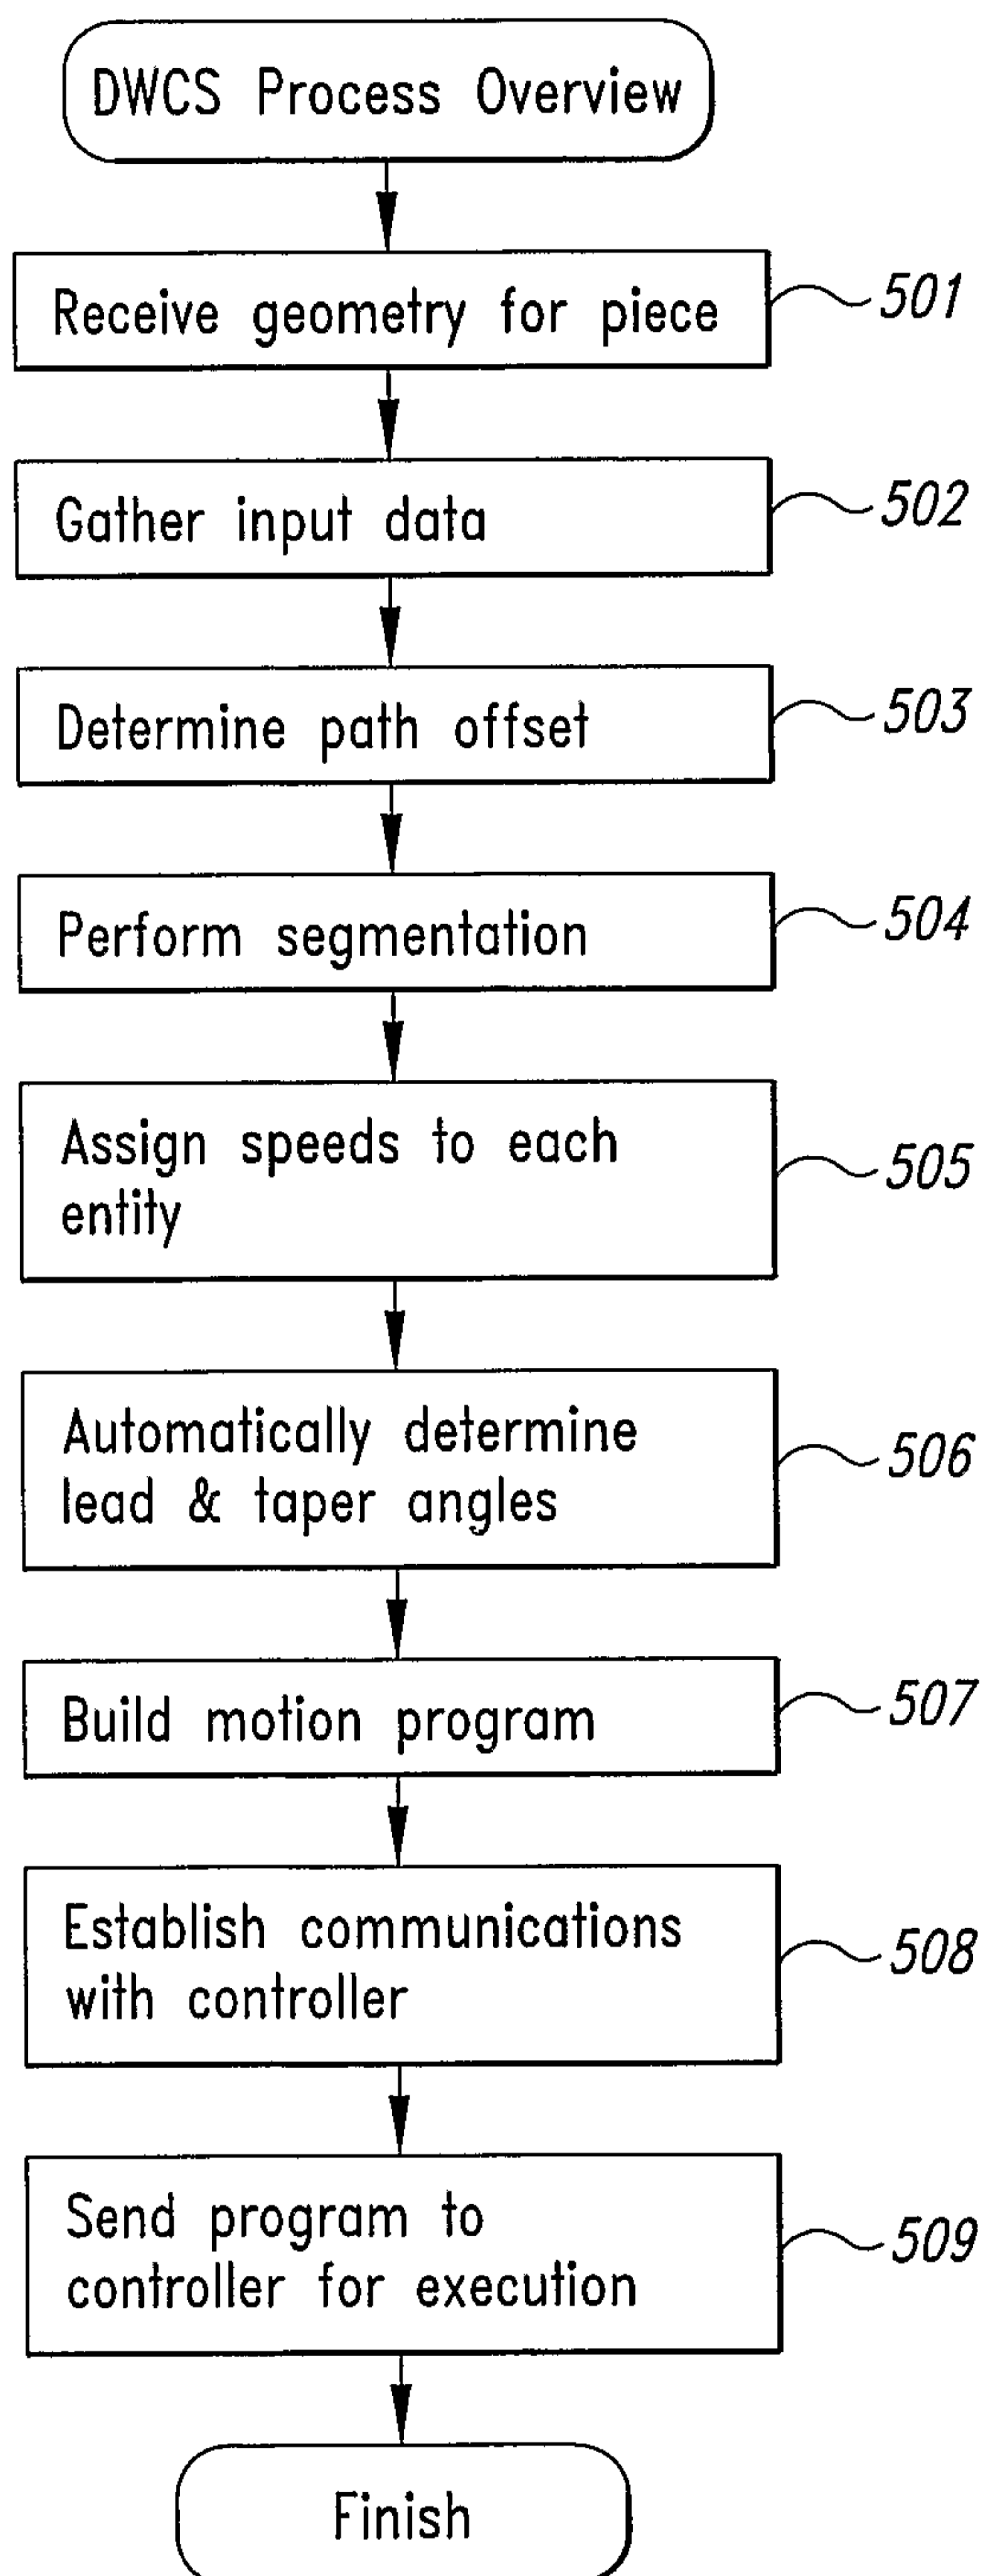 DWCS Process Overview
Receive geometry for piece
501
Gather input data
502
Determine path offset
503
Perform segmentation
504
Assign speeds to each
entity
505
Automatically determine
lead & taper angles
506
Build motion program
507
Establish communications
with controller
508
Send program to
controller for execution
509
Finish